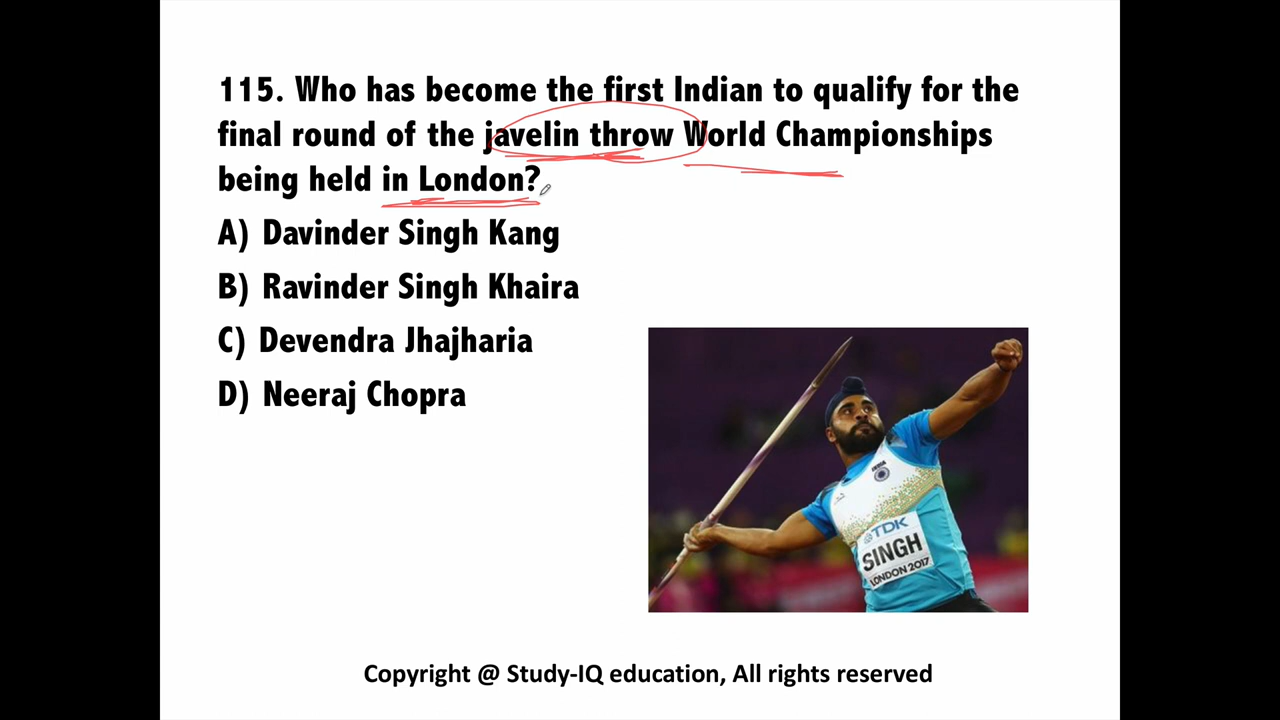 115. Who has become the first Indian to qualify for the
final round of the javelin throw World Championships
being held in London?
A) Davinder Singh Kang
B) Ravinder Singh Khaira
C) Devendra Jhajharia
D) Neeraj Chopra
TDK
SINGH
LONDON 2017
Copyright @ Study-IQ education, All rights reserved